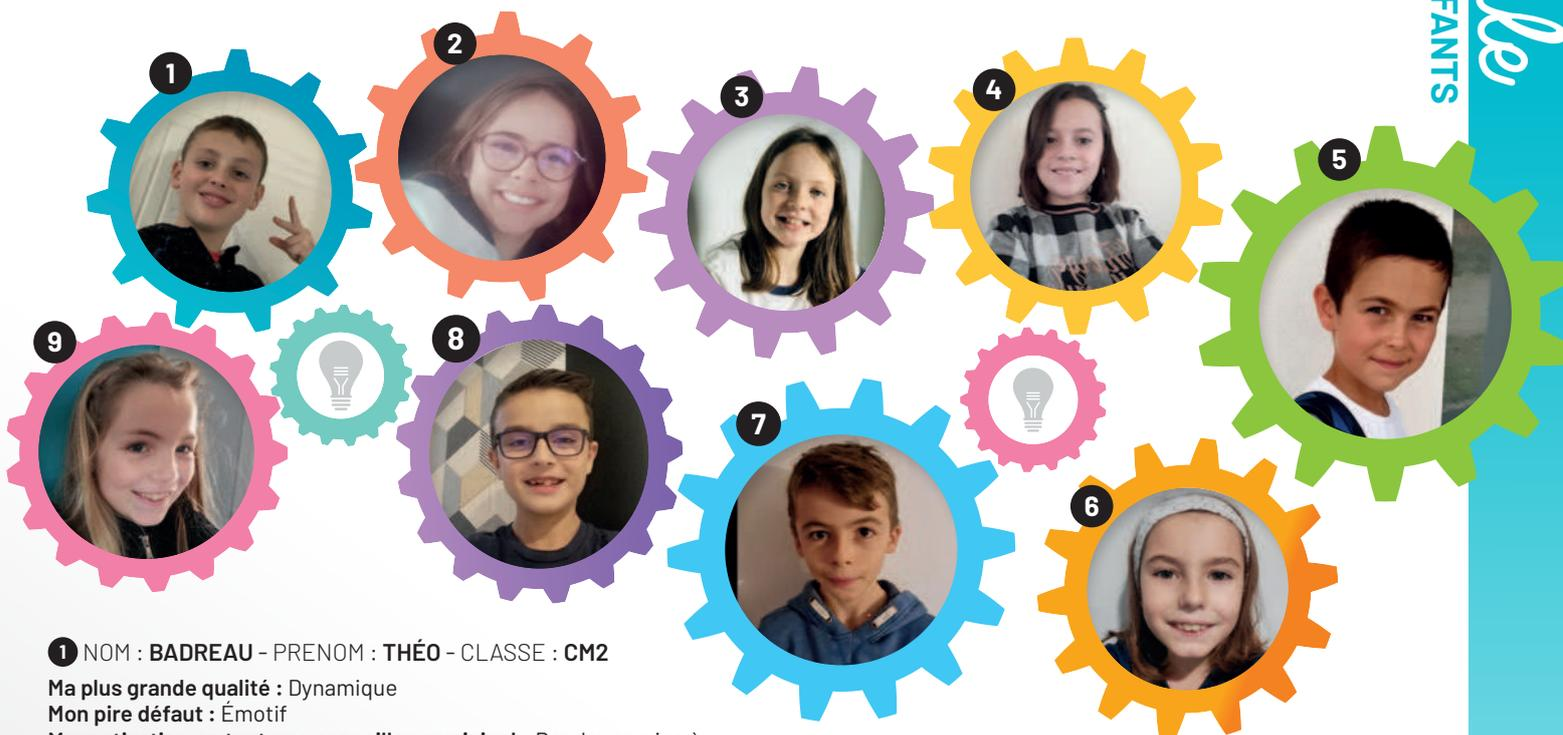 1
2
3
4
5
6
7
8
9
le
FANTS
1 NOM : BADREAU - PRENOM : THÉO - CLASSE : CM2
Ma plus grande qualité : Dynamique
Mon pire défaut : Émotif